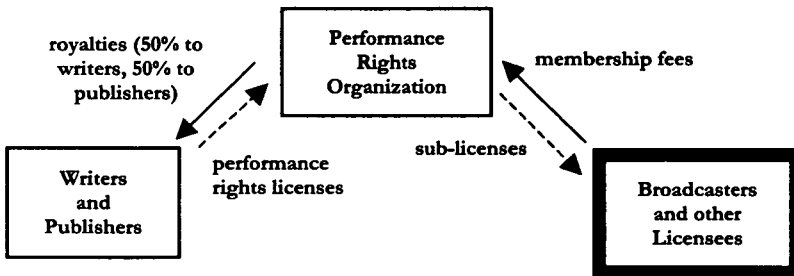 royalties (50% to
writers, 50% to
publishers)
Performance
Rights
Organization
membership fees
performance
rights licenses
sub-licenses
Writers
and
Publishers
Broadcasters
and other
Licensees